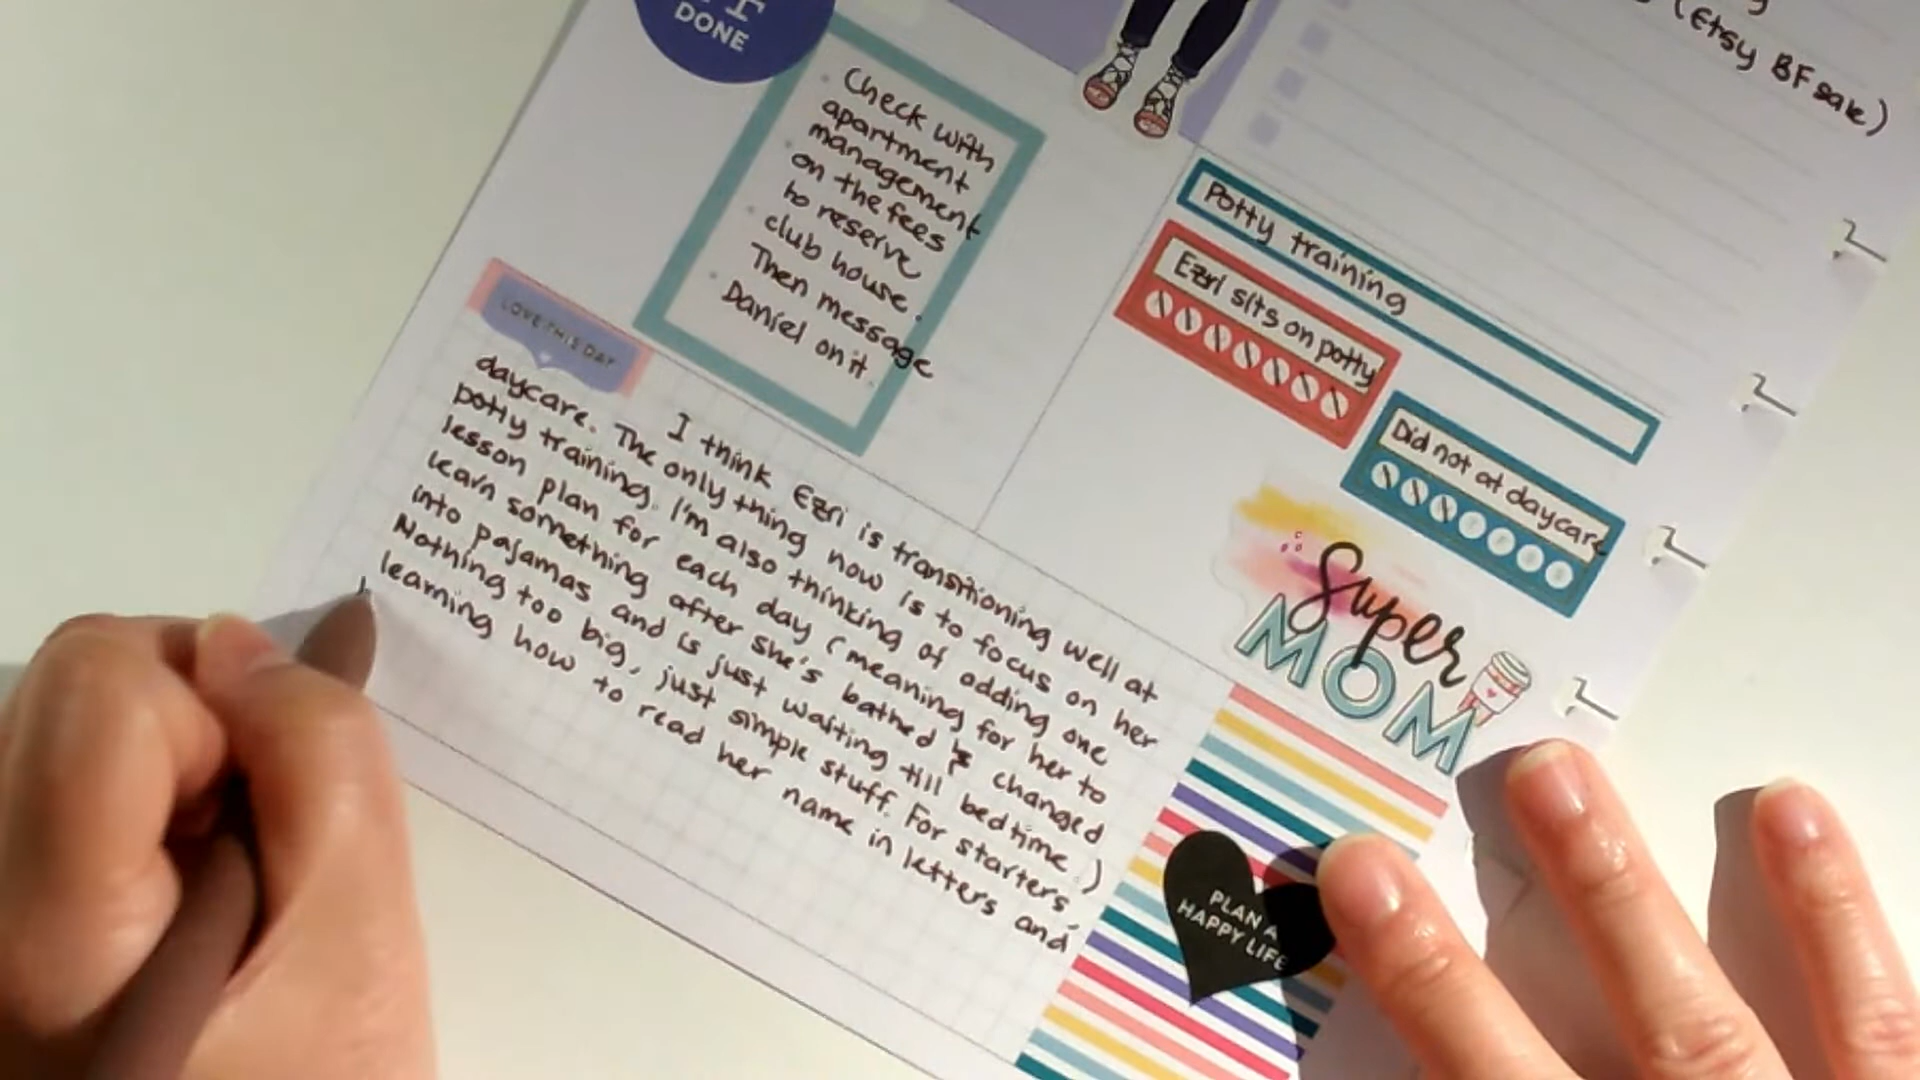 DONE
Check with
apartment
management
on the fees
to reserve
club house.
Then message
Daniel on it.
(Etsy BF sale)
Potty training
Ezri sits on potty
Did not at daycare
Super
MOM
LOVE THIS DAY
I think Ezri is transitioning well at
daycare. The only thing now is to focus on her
potty training. I'm also thinking of adding one
lesson plan for each day (meaning for her to
learn something after she's bathed & changed
into pajamas and is just waiting till bedtime.)
Nothing too big, just simple stuff. For starters,
learning how to read her name in letters and
PLAN A
HAPPY LIFE